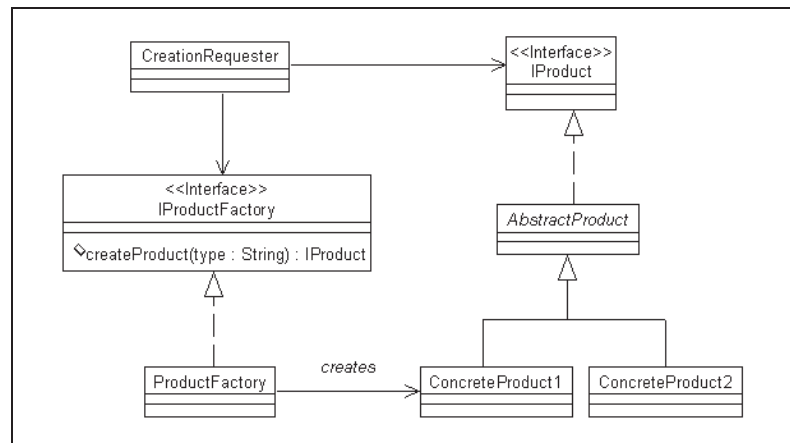 CreationRequester
<<Interface>>
IProduct
<<Interface>>
IProductFactory
createProduct(type : String) : IProduct
AbstractProduct
ProductFactory
creates
ConcreteProduct1
ConcreteProduct2